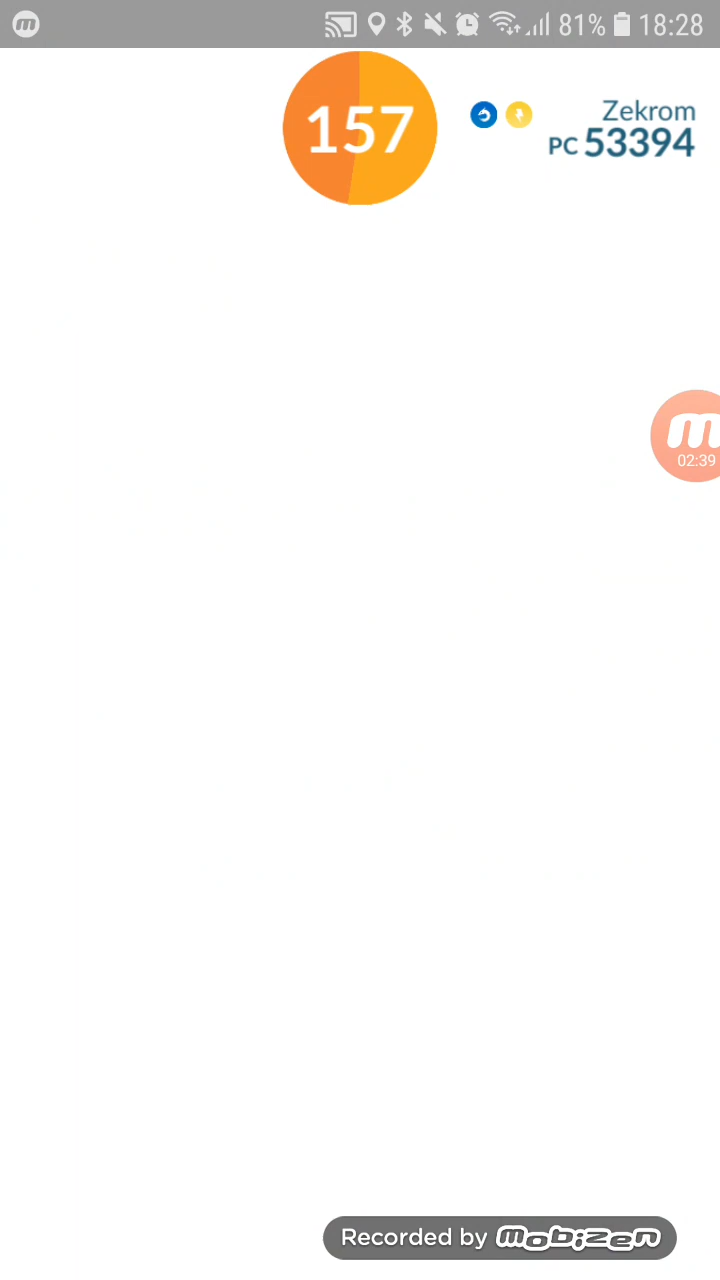 81% 18:28
157
Zekrom
PC 53394
m
02:39
Recorded by mobizen